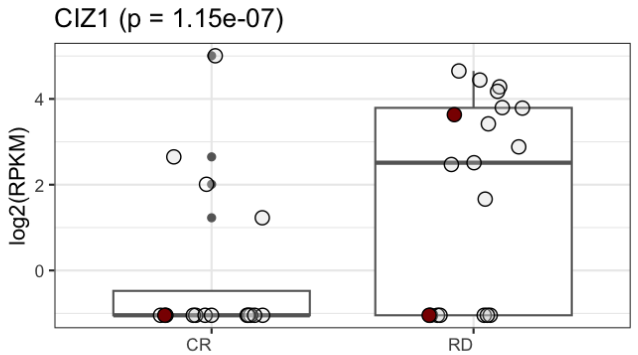 CIZ1 (p = 1.15e-07)
log2(RPKM)
4
2
0
CR
RD